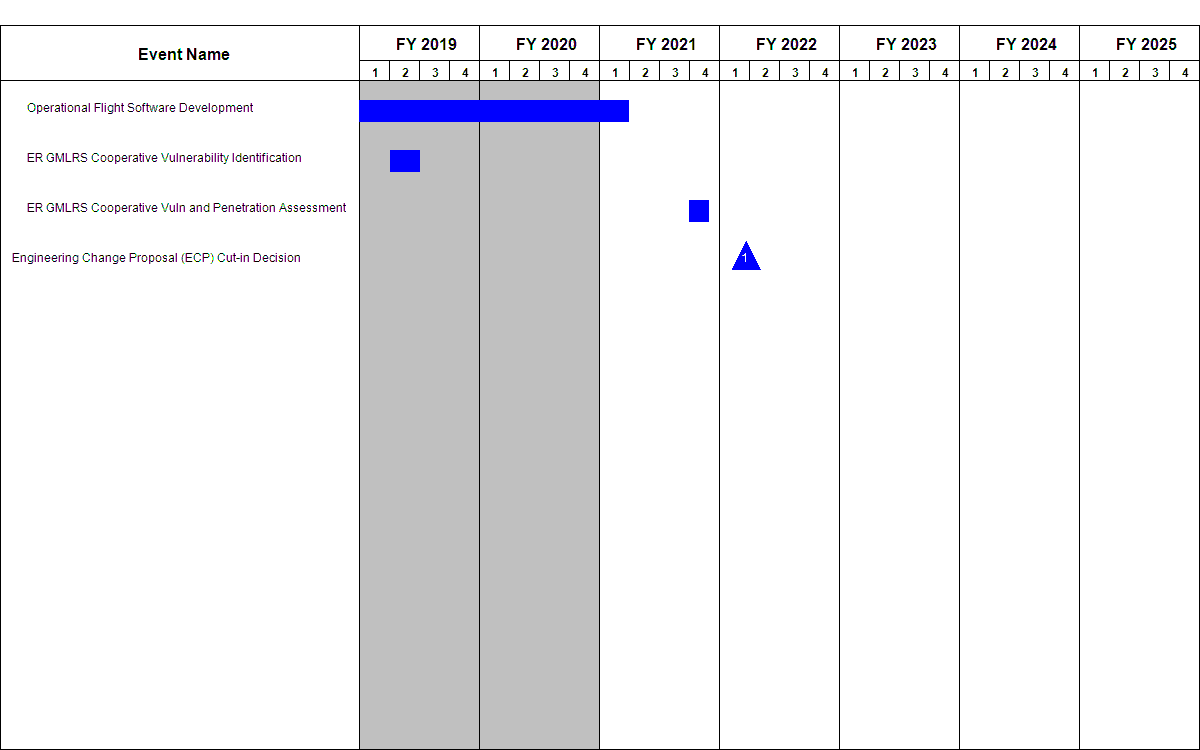 Event Name
FY 2019 FY 2020 FY 2021 FY 2022 FY 2023 FY 2024 FY 2025
1 2 3 4 1 2 3 4 1 2 3 4 1 2 3 4 1 2 3 4 1 2 3 4 1 2 3 4
Operational Flight Software Development
ER GMLRS Cooperative Vulnerability Identification
ER GMLRS Cooperative Vuln and Penetration Assessment
Engineering Change Proposal (ECP) Cut-in Decision
1